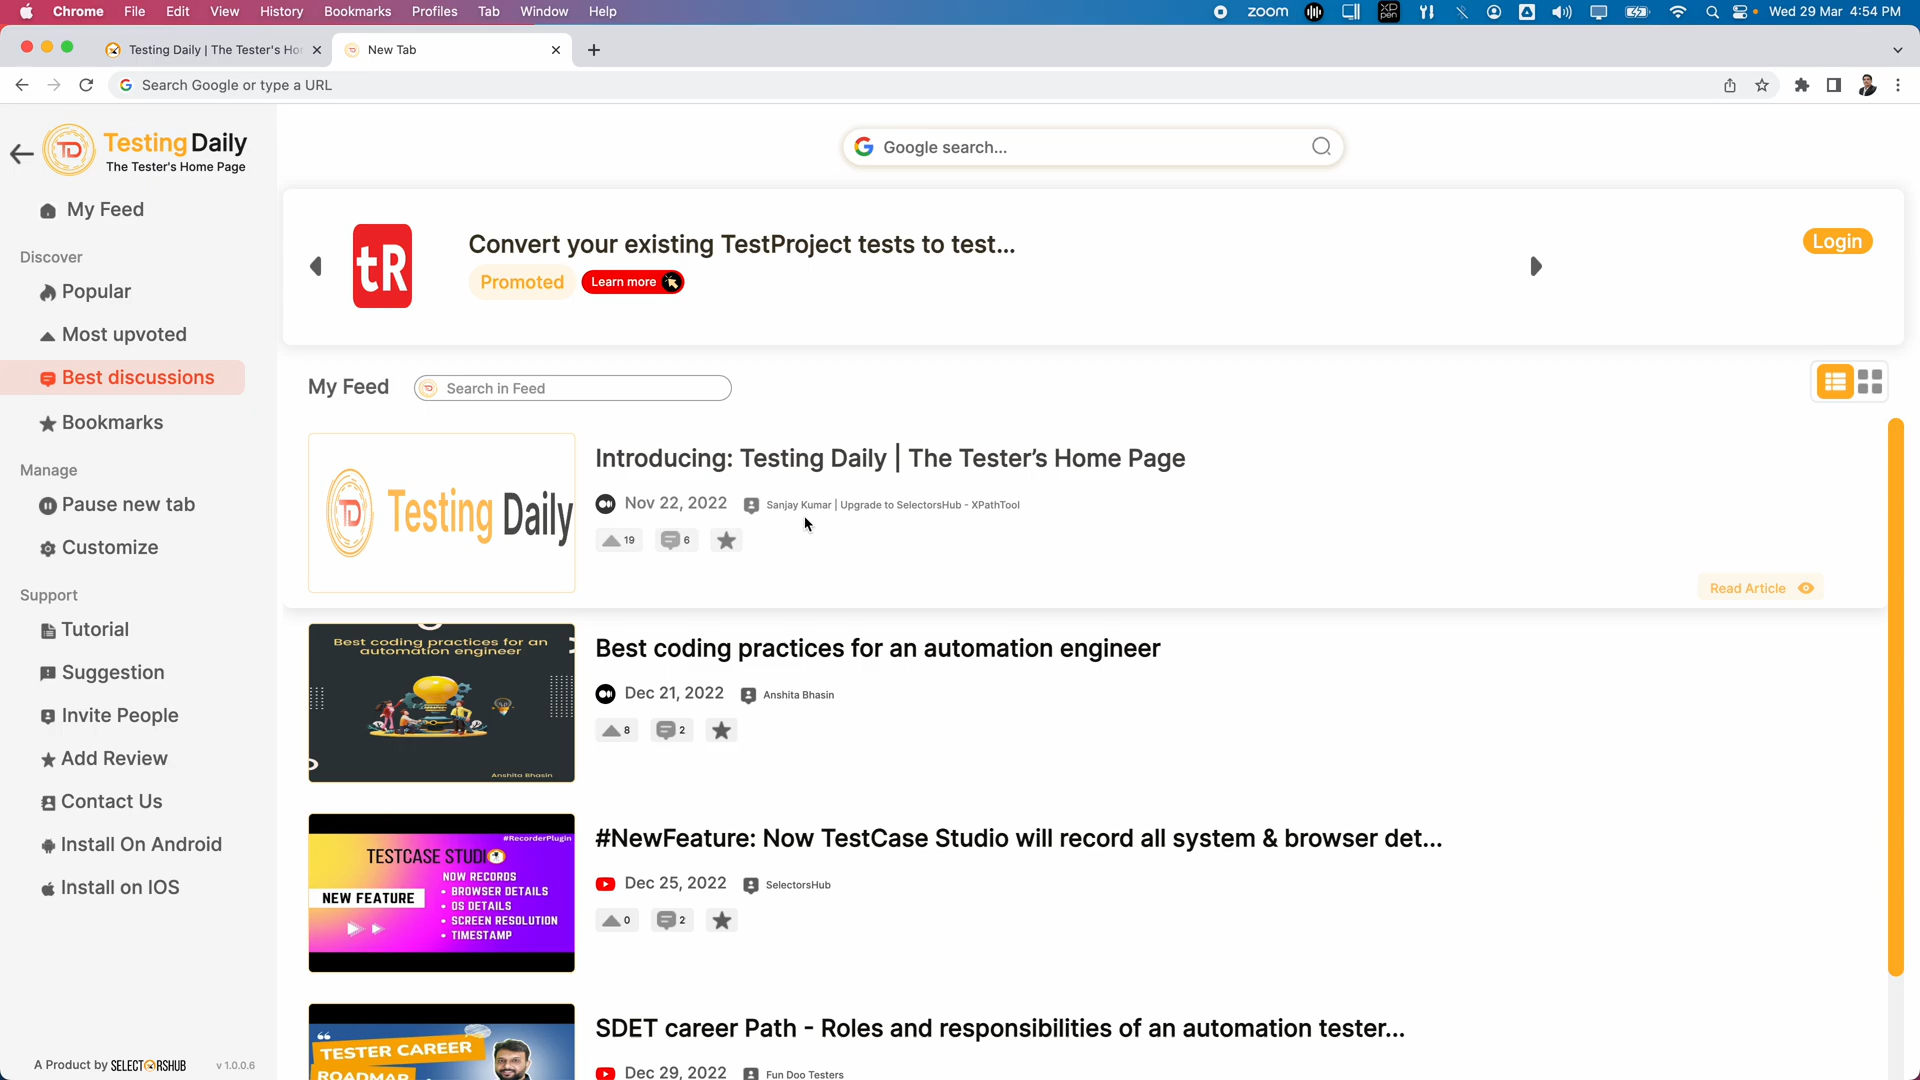 Chrome File Edit View History Bookmarks Profiles Tab Window Help
zoom XD pen Wed 29 Mar 4:54 PM
Testing Daily | The Tester's Ho
New Tab
Search Google or type a URL
TD Testing Daily
The Tester's Home Page
My Feed
Discover
Popular
Most upvoted
Best discussions
Bookmarks
Manage
Pause new tab
Customize
Support
Tutorial
Suggestion
Invite People
Add Review
Contact Us
Install On Android
Install on IOS
A Product by SELECTORSHUB v 1.0.0.6
Google search...
tR
Convert your existing TestProject tests to test...
Promoted Learn more
Login
My Feed
Search in Feed
TD Testing Daily
Introducing: Testing Daily | The Tester's Home Page
Nov 22, 2022 Sanjay Kumar | Upgrade to SelectorsHub - XPathTool
19 6
Read Article
Best coding practices for an
automation engineer
Anshita Bhasin
Best coding practices for an automation engineer
Dec 21, 2022 Anshita Bhasin
8 2
#RecorderPlugin
TESTCASE STUDIO
NEW FEATURE
NOW RECORDS
• BROWSER DETAILS
• OS DETAILS
• SCREEN RESOLUTION
• TIMESTAMP
#NewFeature: Now TestCase Studio will record all system & browser det...
Dec 25, 2022 SelectorsHub
0 2
TESTER CAREER
ROADMAP
SDET career Path - Roles and responsibilities of an automation tester...
Dec 29, 2022 Fun Doo Testers